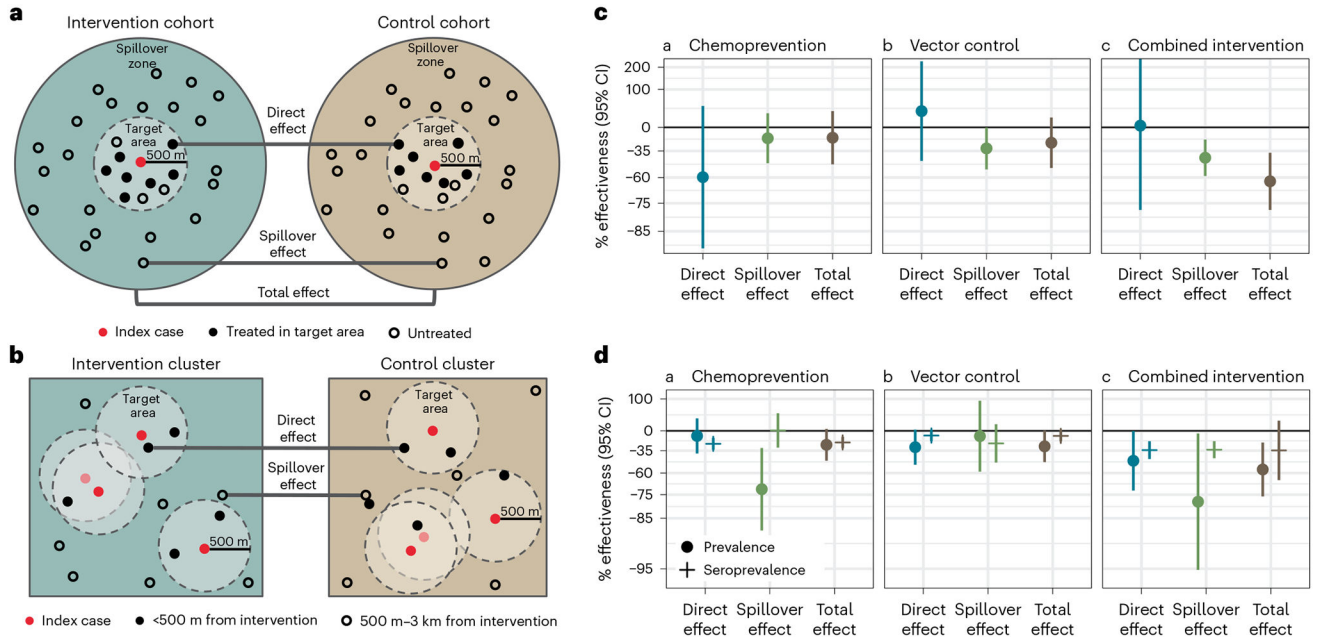 a
Intervention cohort
Control cohort
Spillover
zone
Target
area
500 m
Spillover
zone
Target
area
500 m
Direct
effect
Spillover
effect
Total effect
Index case
Treated in target area
Untreated
b
Intervention cluster
Control cluster
Target
area
500 m
Target
area
500 m
Direct
effect
Spillover
effect
Index case
<500 m from intervention
500 m–3 km from intervention
c
a Chemoprevention
b Vector control
c Combined intervention
% effectiveness (95% CI)
200
100
0
−35
−60
−75
−85
Direct
effect
Spillover
effect
Total
effect
Direct
effect
Spillover
effect
Total
effect
Direct
effect
Spillover
effect
Total
effect
d
a Chemoprevention
b Vector control
c Combined intervention
% effectiveness (95% CI)
100
0
−35
−60
−75
−85
−95
Prevalence
Seroprevalence
Direct
effect
Spillover
effect
Total
effect
Direct
effect
Spillover
effect
Total
effect
Direct
effect
Spillover
effect
Total
effect